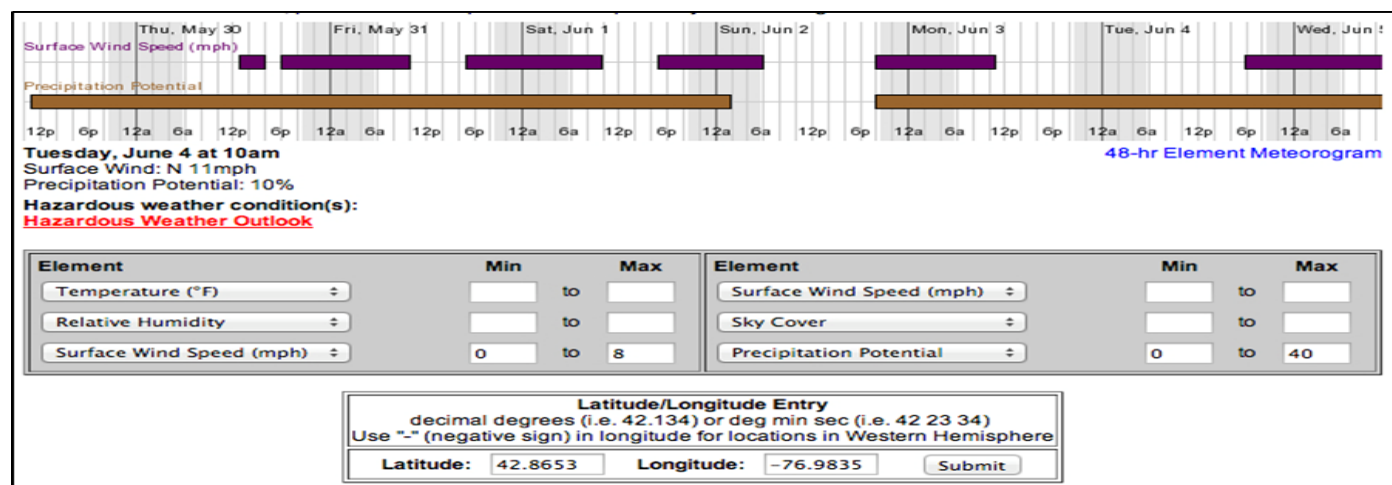 Thu, May 30 Fri, May 31 Sat, Jun 1 Sun, Jun 2 Mon, Jun 3 Tue, Jun 4 Wed, Jun
Surface Wind Speed (mph)
Precipitation Potential
12p 6p 12a 6a 12p 6p 12a 6a 12p 6p 12a 6a 12p 6p 12a 6a 12p 6p 12a 6a 12p 6p 12a 6a 12p 6p 12a 6a
Tuesday, June 4 at 10am 48-hr Element Meteorogram
Surface Wind: N 11mph
Precipitation Potential: 10%
Hazardous weather condition(s):
Hazardous Weather Outlook
Element Min Max Element Min Max
Temperature (°F) to Surface Wind Speed (mph) to
Relative Humidity to Sky Cover to
Surface Wind Speed (mph) 0 to 8 Precipitation Potential 0 to 40
Latitude/Longitude Entry
decimal degrees (i.e. 42.134) or deg min sec (i.e. 42 23 34)
Use "-" (negative sign) in longitude for locations in Western Hemisphere
Latitude: 42.8653 Longitude: -76.9835 Submit